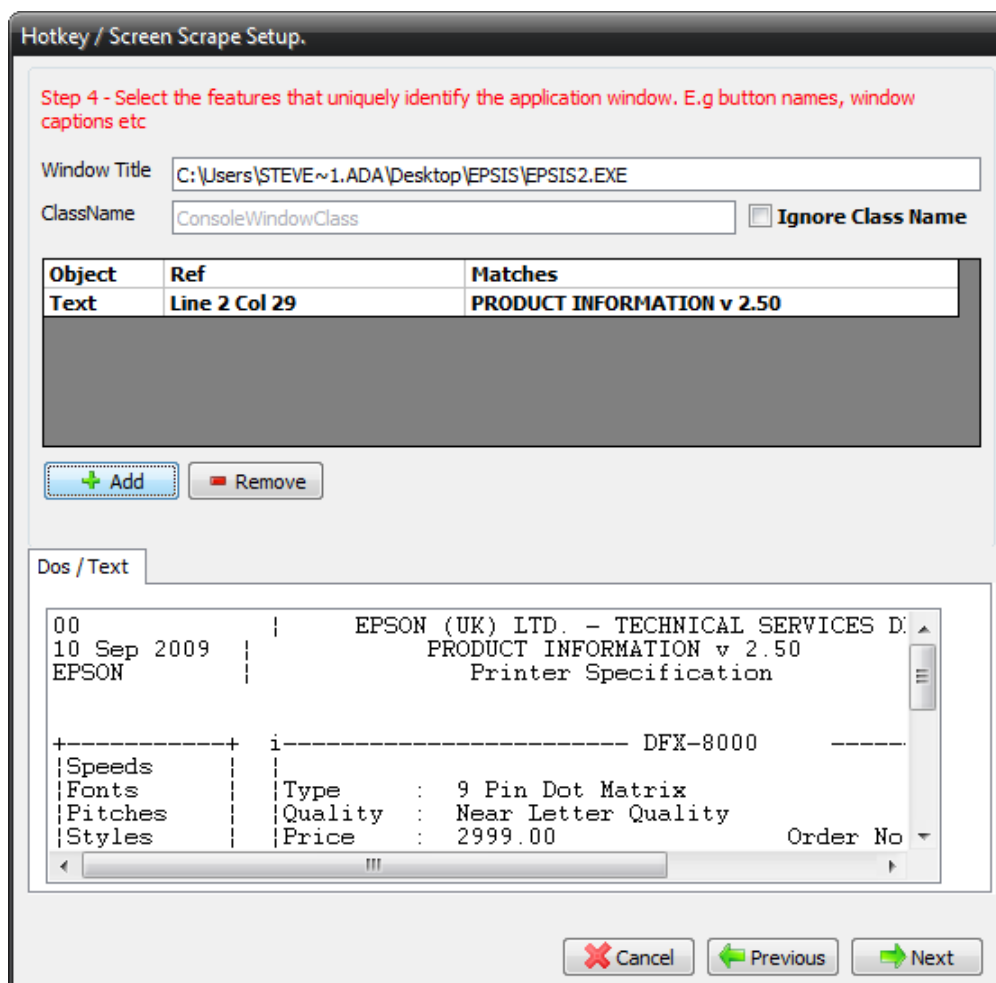 Hotkey / Screen Scrape Setup.
Step 4 - Select the features that uniquely identify the application window. E.g button names, window
captions etc
Window Title C:\Users\STEVE~1.ADA\Desktop\EPSIS\EPSIS2.EXE
ClassName ConsoleWindowClass Ignore Class Name
Object Ref Matches
Text Line 2 Col 29 PRODUCT INFORMATION v 2.50
Add Remove
Dos / Text
00 ¦ EPSON (UK) LTD. - TECHNICAL SERVICES
10 Sep 2009 ¦ PRODUCT INFORMATION v 2.50
EPSON ¦ Printer Specification
+-----------+ i------------------------ DFX-8000 -----
¦Speeds ¦ ¦
¦Fonts ¦ ¦Type : 9 Pin Dot Matrix
¦Pitches ¦ ¦Quality : Near Letter Quality
¦Styles ¦ ¦Price : 2999.00 Order No
Cancel Previous Next